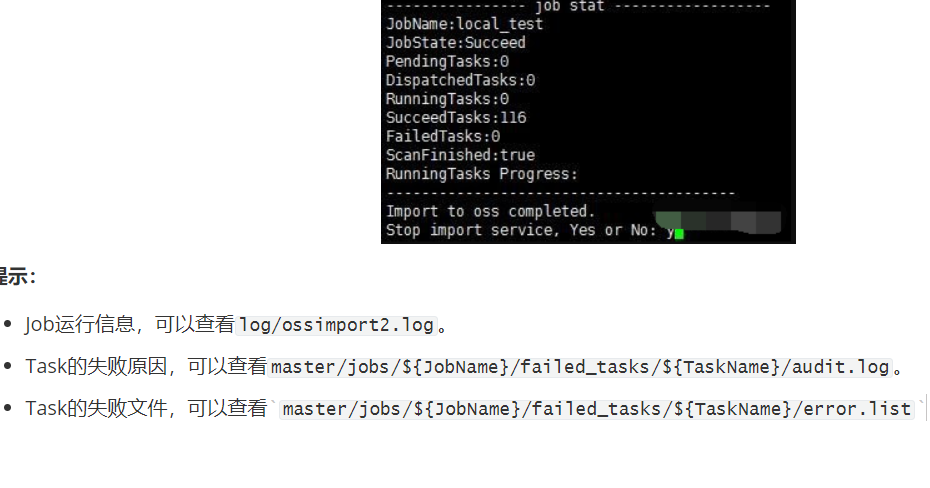 ---------------- job stat ------------------
JobName:local_test
JobState:Succeed
PendingTasks:0
DispatchedTasks:0
RunningTasks:0
SucceedTasks:116
FailedTasks:0
ScanFinished:true
RunningTasks Progress:
----------------------------------------
Import to oss completed.
Stop import service, Yes or No: y
提示：
• Job运行信息，可以查看log/ossimport2.log。
• Task的失败原因，可以查看master/jobs/${JobName}/failed_tasks/${TaskName}/audit.log。
• Task的失败文件，可以查看`master/jobs/${JobName}/failed_tasks/${TaskName}/error.list`